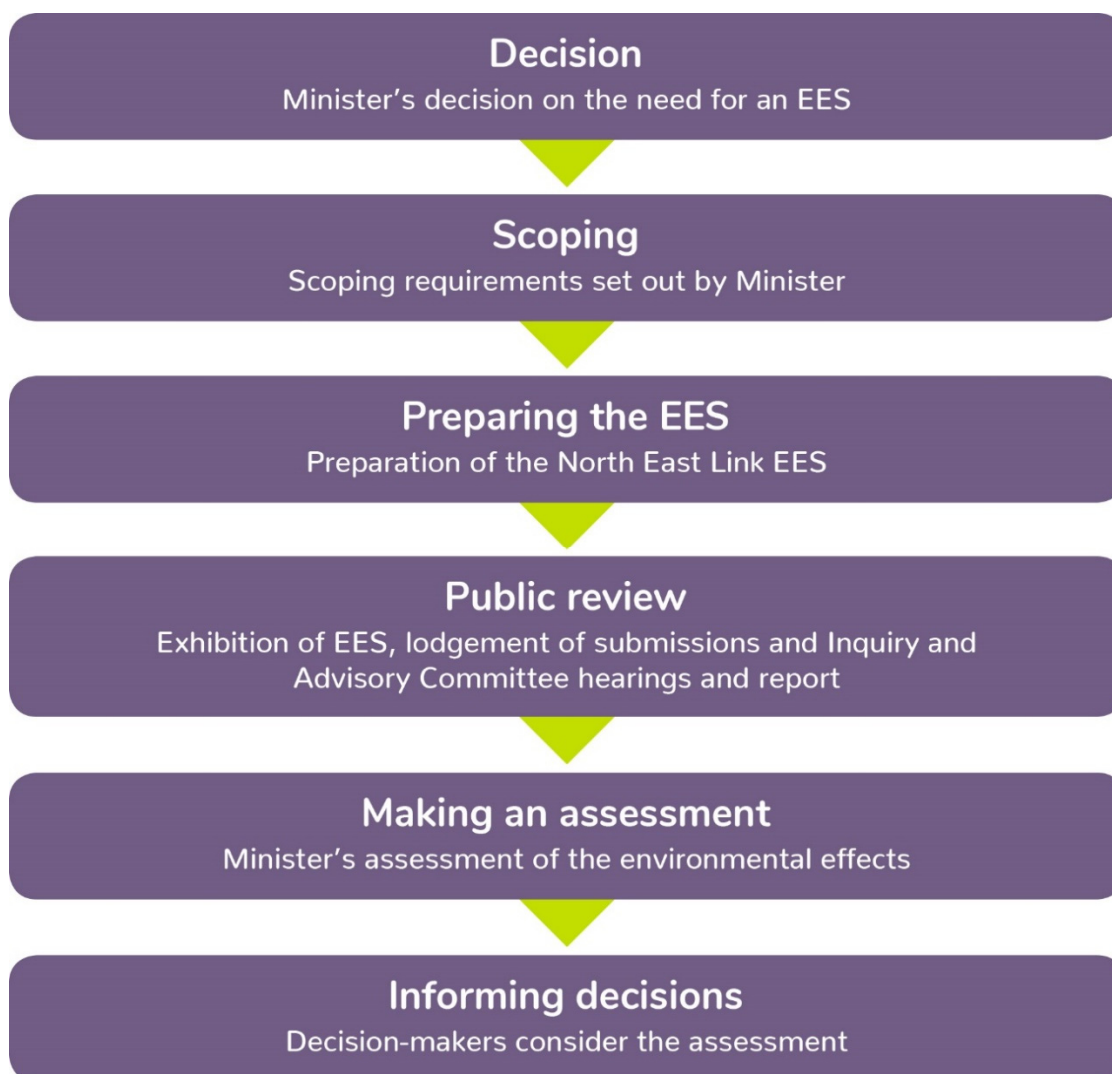 Decision
Minister’s decision on the need for an EES
Scoping
Scoping requirements set out by Minister
Preparing the EES
Preparation of the North East Link EES
Public review
Exhibition of EES, lodgement of submissions and Inquiry and
Advisory Committee hearings and report
Making an assessment
Minister’s assessment of the environmental effects
Informing decisions
Decision-makers consider the assessment